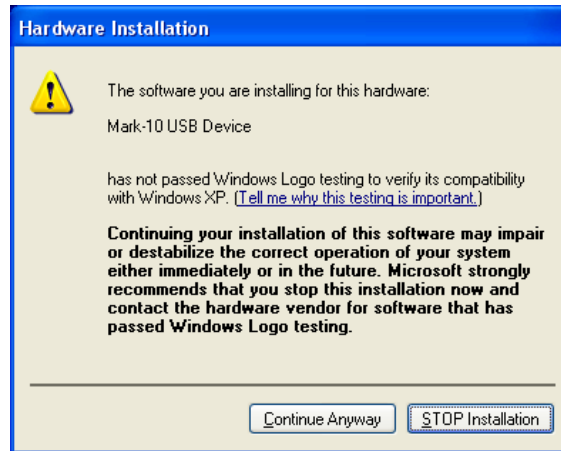 Hardware Installation
The software you are installing for this hardware:
Mark-10 USB Device
has not passed Windows Logo testing to verify its compatibility
with Windows XP. (Tell me why this testing is important.)
Continuing your installation of this software may impair
or destabilize the correct operation of your system
either immediately or in the future. Microsoft strongly
recommends that you stop this installation now and
contact the hardware vendor for software that has
passed Windows Logo testing.
Continue Anyway
STOP Installation